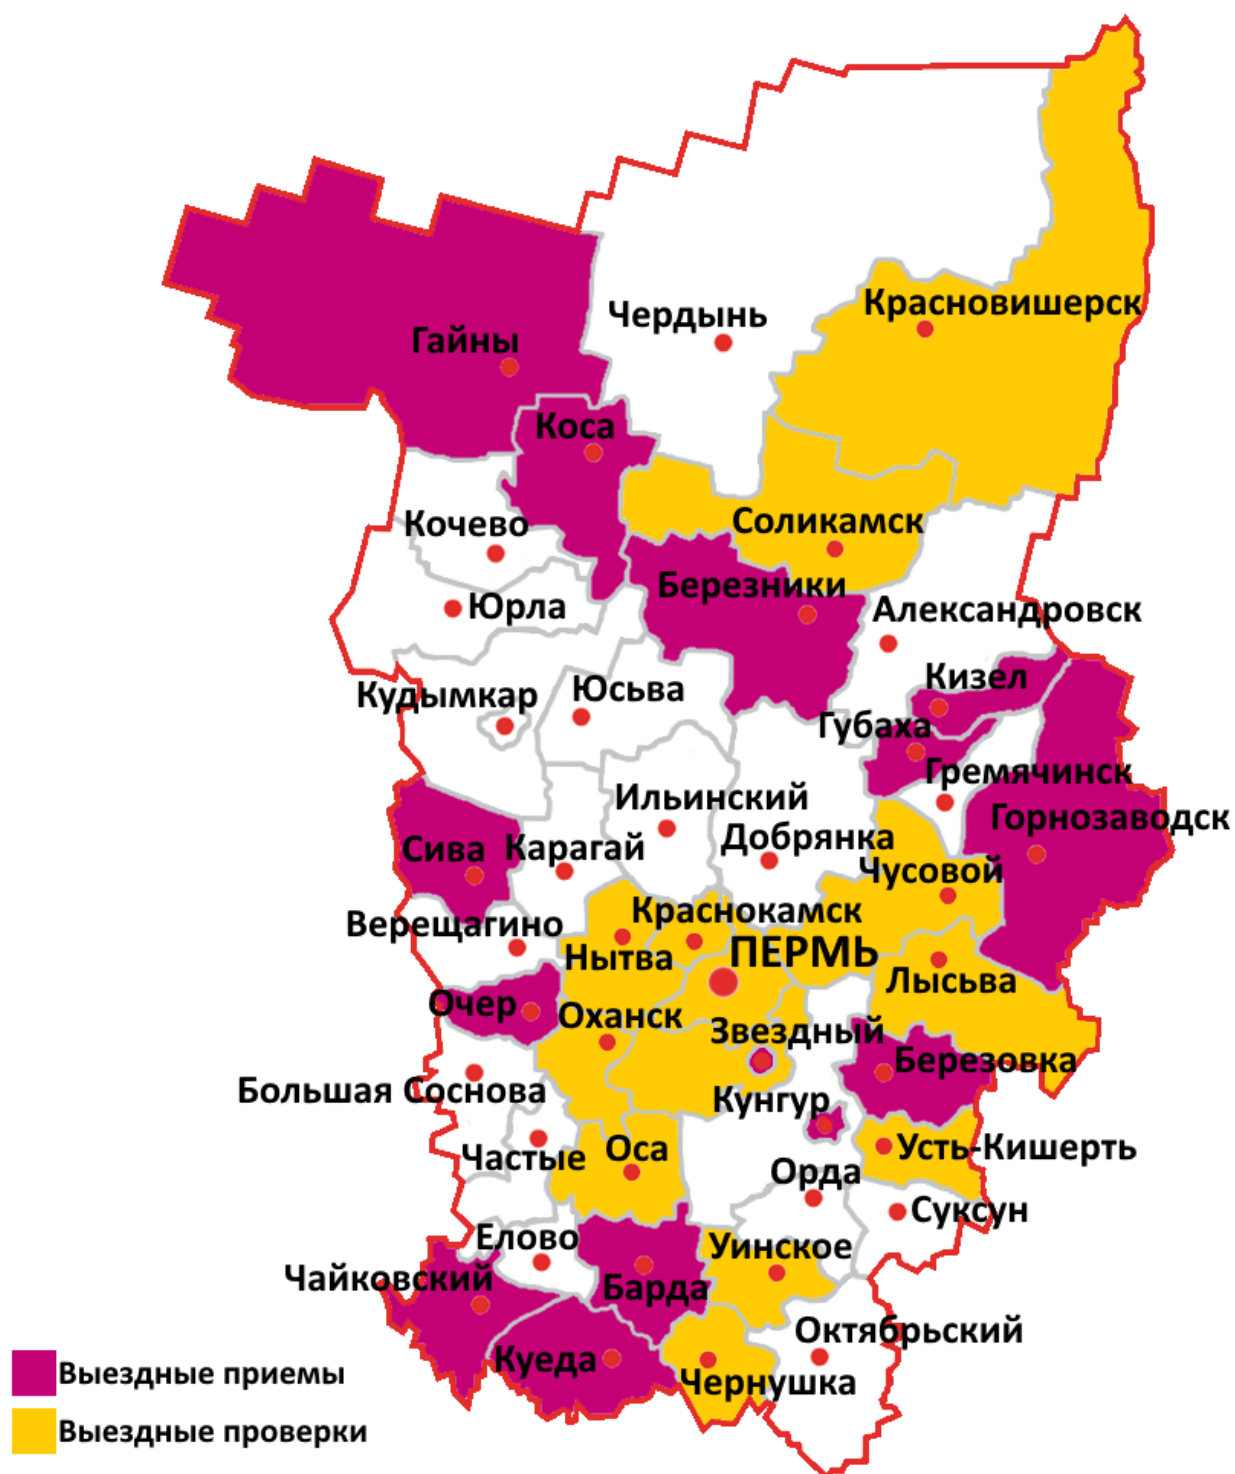 Красновишерск
Чердынь
Гайны
Коса
Соликамск
Кочево
Березники
Юрла
Александровск
Кизел
Юсьва
Кудымкар
Губаха
Гремячинск
Ильинский
Горнозаводск
Добрянка
Сива
Карагай
Чусовой
Краснокамск
Верещагино
ПЕРМЬ
Нытва
Лысьва
Очер
Оханск
Звездный
Березовка
Большая Соснова
Кунгур
Усть-Кишерть
Оса
Частые
Орда
Суксун
Елово
Уинское
Чайковский
Барда
Октябрьский
Куеда
Чернушка
Выездные приемы
Выездные проверки